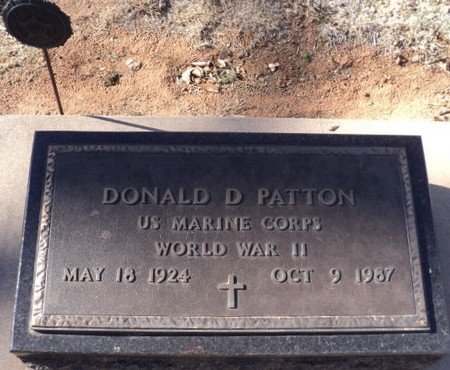 DONALD D PATTON
US MARINE CORPS
WORLD WAR II
MAY 18 1924 OCT 9 1987